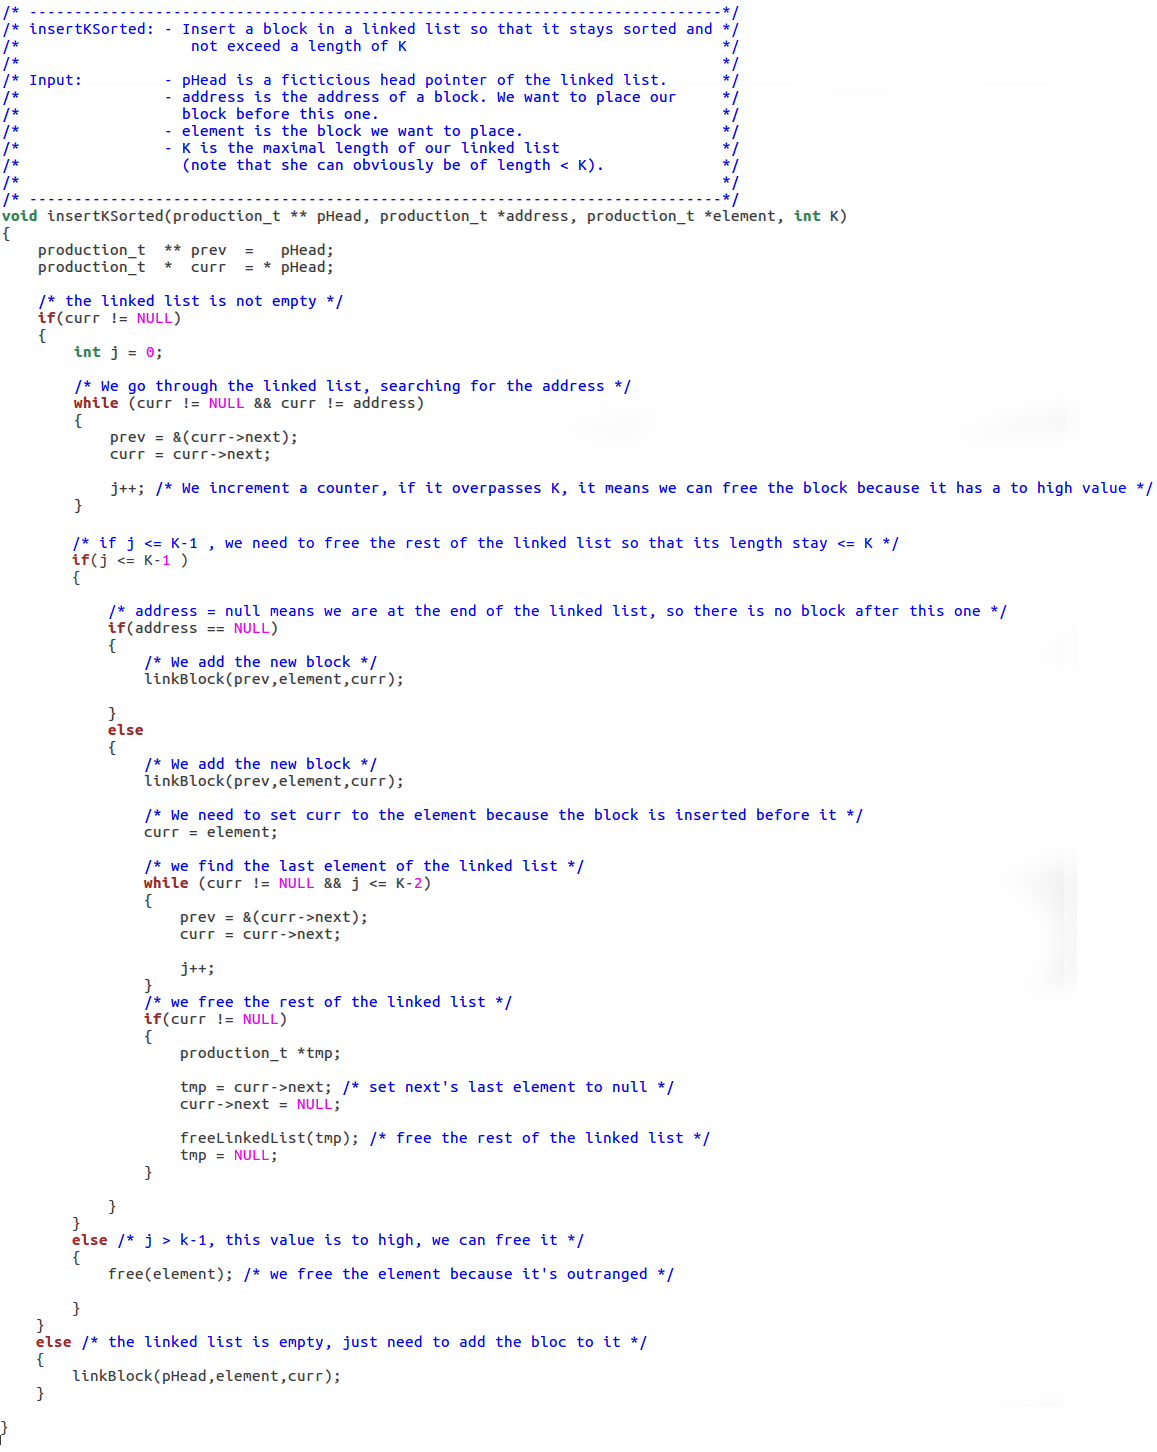 /* -----------------------------------------------------------------------------*/
/* insertKSorted: - Insert a block in a linked list so that it stays sorted and */
/*                   not exceed a length of K                                   */
/*                                                                              */
/* Input:         - pHead is a ficticious head pointer of the linked list.      */
/*                - address is the address of a block. We want to place our     */
/*                  block before this one.                                      */
/*                - element is the block we want to place.                      */
/*                - K is the maximal length of our linked list                  */
/*                  (note that she can obviously be of length < K).             */
/*                                                                              */
/* -----------------------------------------------------------------------------*/
void insertKSorted(production_t ** pHead, production_t *address, production_t *element, int K)
{
    production_t  ** prev  =   pHead;
    production_t  *  curr  = * pHead;

    /* the linked list is not empty */
    if(curr != NULL)
    {
        int j = 0;

        /* We go through the linked list, searching for the address */
        while (curr != NULL && curr != address)
        {
            prev = &(curr->next);
            curr = curr->next;

            j++; /* We increment a counter, if it overpasses K, it means we can free the block because it has a to high value */
        }

        /* if j <= K-1 , we need to free the rest of the linked list so that its length stay <= K */
        if(j <= K-1 )
        {

            /* address = null means we are at the end of the linked list, so there is no block after this one */
            if(address == NULL)
            {
                /* We add the new block */
                linkBlock(prev,element,curr);

            }
            else
            {
                /* We add the new block */
                linkBlock(prev,element,curr);

                /* We need to set curr to the element because the block is inserted before it */
                curr = element;

                /* we find the last element of the linked list */
                while (curr != NULL && j <= K-2)
                {
                    prev = &(curr->next);
                    curr = curr->next;

                    j++;
                }
                /* we free the rest of the linked list */
                if(curr != NULL)
                {
                    production_t *tmp;

                    tmp = curr->next; /* set next's last element to null */
                    curr->next = NULL;

                    freeLinkedList(tmp); /* free the rest of the linked list */
                    tmp = NULL;
                }

            }
        }
        else /* j > k-1, this value is to high, we can free it */
        {
            free(element); /* we free the element because it's outranged */

        }
    }
    else /* the linked list is empty, just need to add the bloc to it */
    {
        linkBlock(pHead,element,curr);
    }

}